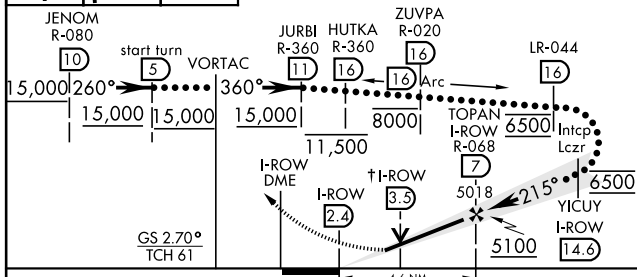 JENOM
R-080
10
start turn
5
VORTAC
JURBI
R-360
11
HUTKA
R-360
16
ZUVPA
R-020
16
16 Arc
LR-044
16
15,000 260°
360°
15,000
15,000
15,000
11,500
8000
6500
TOPAN
I-ROW
R-068
7
5018
Intcp
Lczr
6500
215°
YICUY
I-ROW
14.6
5100
I-ROW
DME
I-ROW
2.4
†I-ROW
3.5
GS 2.70°
TCH 61